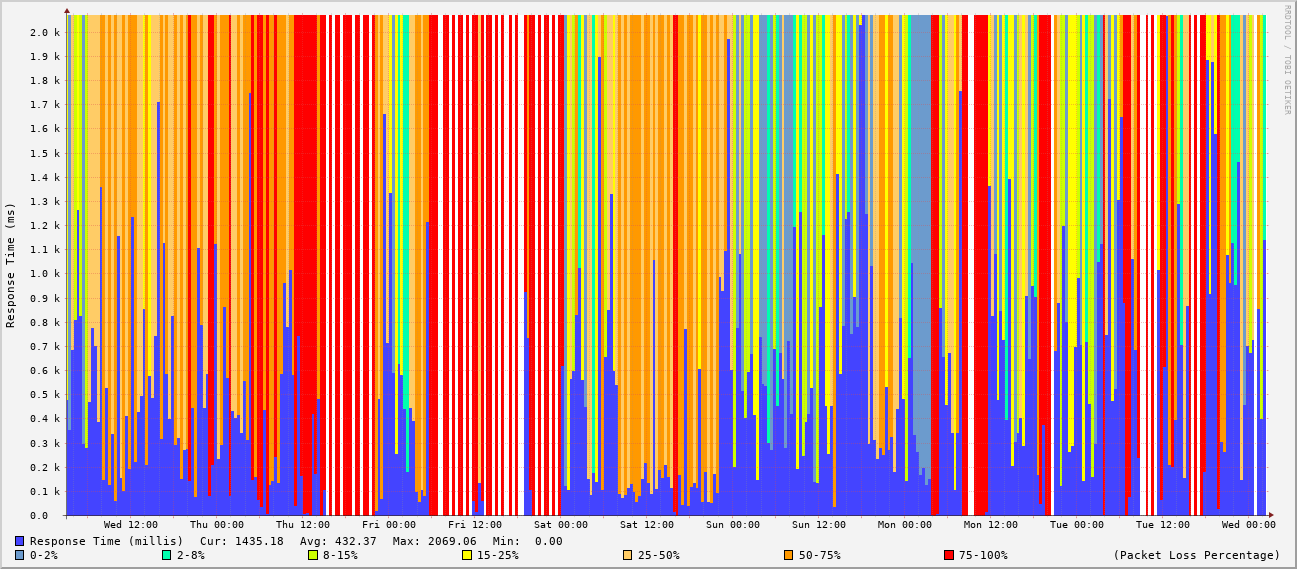 RRDTOOL / TOBI OETIKER
Response Time (ms)
2.0 k
1.9 k
1.8 k
1.7 k
1.6 k
1.5 k
1.4 k
1.3 k
1.2 k
1.1 k
1.0 k
0.9 k
0.8 k
0.7 k
0.6 k
0.5 k
0.4 k
0.3 k
0.2 k
0.1 k
0.0
Wed 12:00 Thu 00:00 Thu 12:00 Fri 00:00 Fri 12:00 Sat 00:00 Sat 12:00 Sun 00:00 Sun 12:00 Mon 00:00 Mon 12:00 Tue 00:00 Tue 12:00 Wed 00:00
Response Time (millis) Cur: 1435.18 Avg: 432.37 Max: 2069.06 Min: 0.00
0-2% 2-8% 8-15% 15-25% 25-50% 50-75% 75-100% (Packet Loss Percentage)